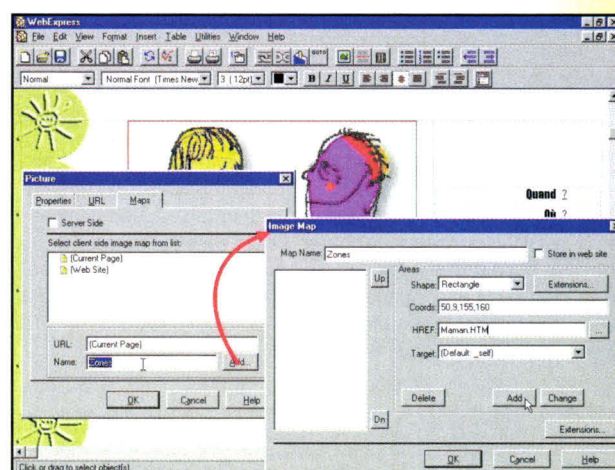 WebExpress
File Edit View Format Insert Table Utilities Window Help
GOTO
Normal Normal Font (Times New 3 (12pt) B I U
Quand ?
Où ?
Picture
Properties URL Maps
Server Side
Select client side image map from list:
(Current Page)
(Web Site)
URL: (Current Page)
Name: Zones Add...
OK Cancel Help
Image Map
Map Name: Zones Store in web site
Up
Dn
Areas
Shape: Rectangle Extensions...
Coords: 50,9,155,160
HREF: Maman.HTM ...
Target: (Default: _self)
Delete Add Change
Extensions...
OK Cancel Help
Click or drag to select object(s)